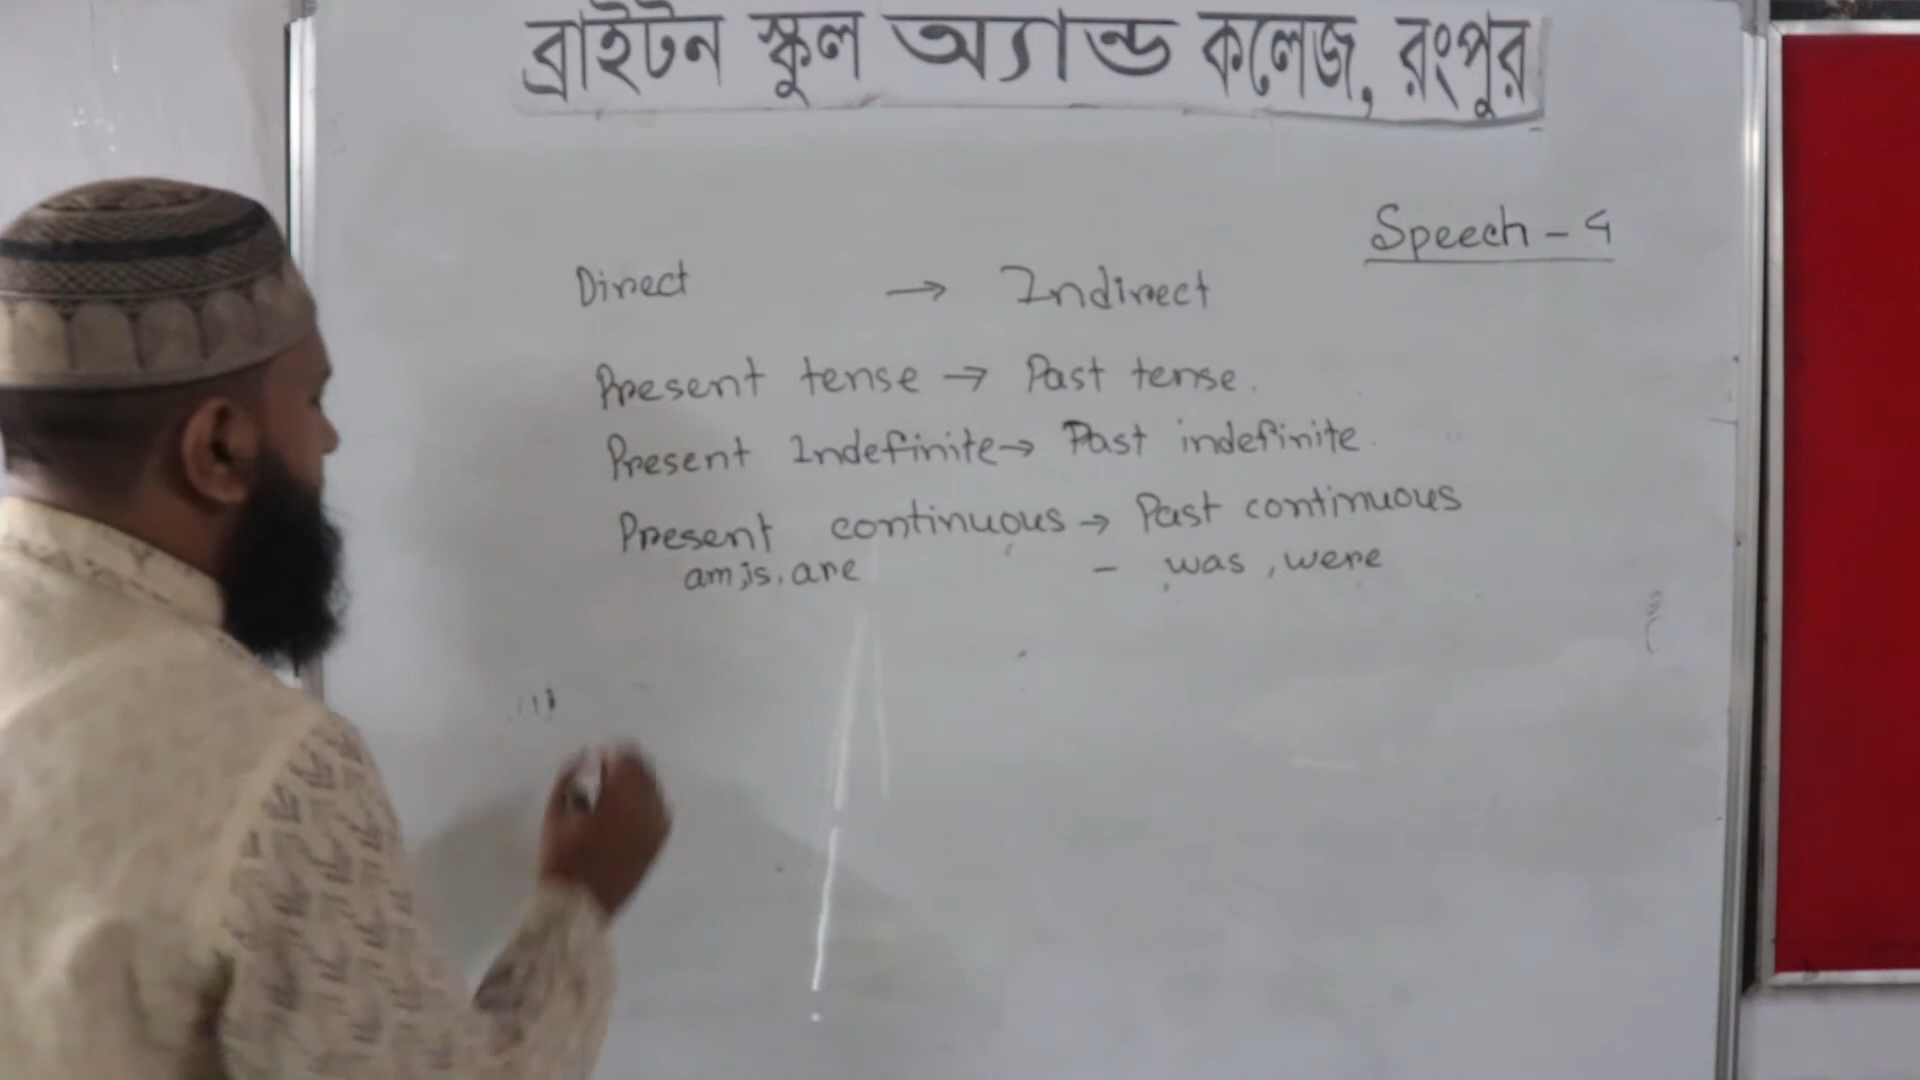 ব্রাইটন স্কুল অ্যান্ড কলেজ, রংপুর
Speech - 4
Direct → Indirect
Present tense → Past tense.
Present Indefinite → Past indefinite
Present continuous → Past continuous
am, is, are - was, were